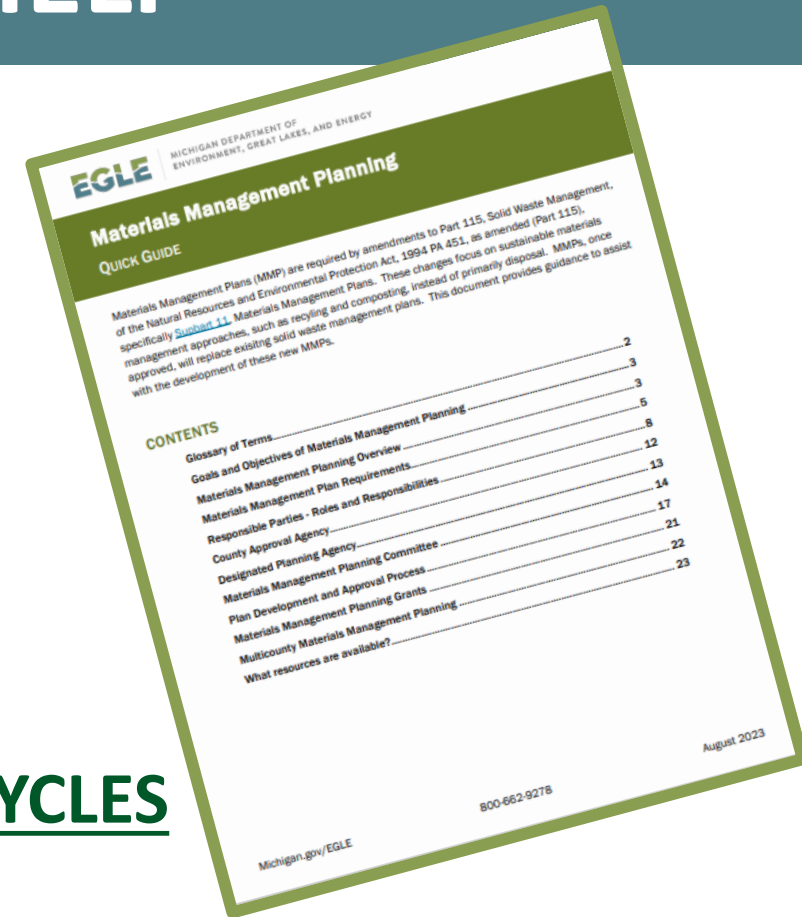 HELP
EGLE
MICHIGAN DEPARTMENT OF
ENVIRONMENT, GREAT LAKES, AND ENERGY
Materials Management Planning
QUICK GUIDE
Materials Management Plans (MMP) are required by amendments to Part 115, Solid Waste Management,
of the Natural Resources and Environmental Protection Act, 1994 PA 451, as amended (Part 115),
specifically Subpart 11, Materials Management Plans. These changes focus on sustainable materials
management approaches, such as recyling and composting, instead of primarily disposal. MMPs, once
approved, will replace exisitng solid waste management plans. This document provides guidance to assist
with the development of these new MMPs.
CONTENTS
Glossary of Terms 2
Goals and Objectives of Materials Management Planning 3
Materials Management Planning Overview 3
Materials Management Plan Requirements 5
Responsible Parties - Roles and Responsibilities 8
County Approval Agency 12
Designated Planning Agency 13
Materials Management Planning Committee 14
Plan Development and Approval Process 17
Materials Management Planning Grants 21
Multicounty Materials Management Planning 22
What resources are available? 23
YCLES
Michigan.gov/EGLE
800-662-9278
August 2023